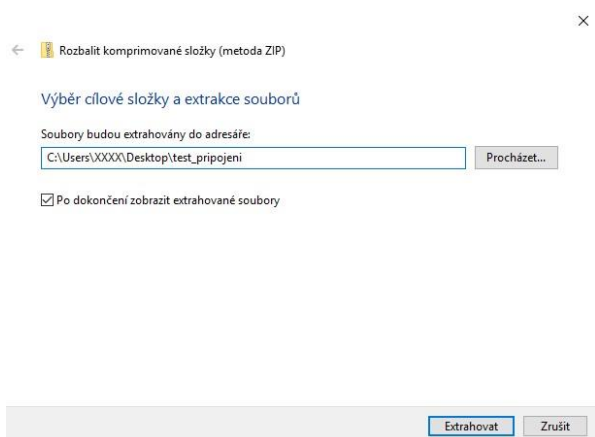 Rozbalit komprimované složky (metoda ZIP)
Výběr cílové složky a extrakce souborů
Soubory budou extrahovány do adresáře:
C:\Users\XXXX\Desktop\test_pripojeni
Procházet...
Po dokončení zobrazit extrahované soubory
Extrahovat
Zrušit